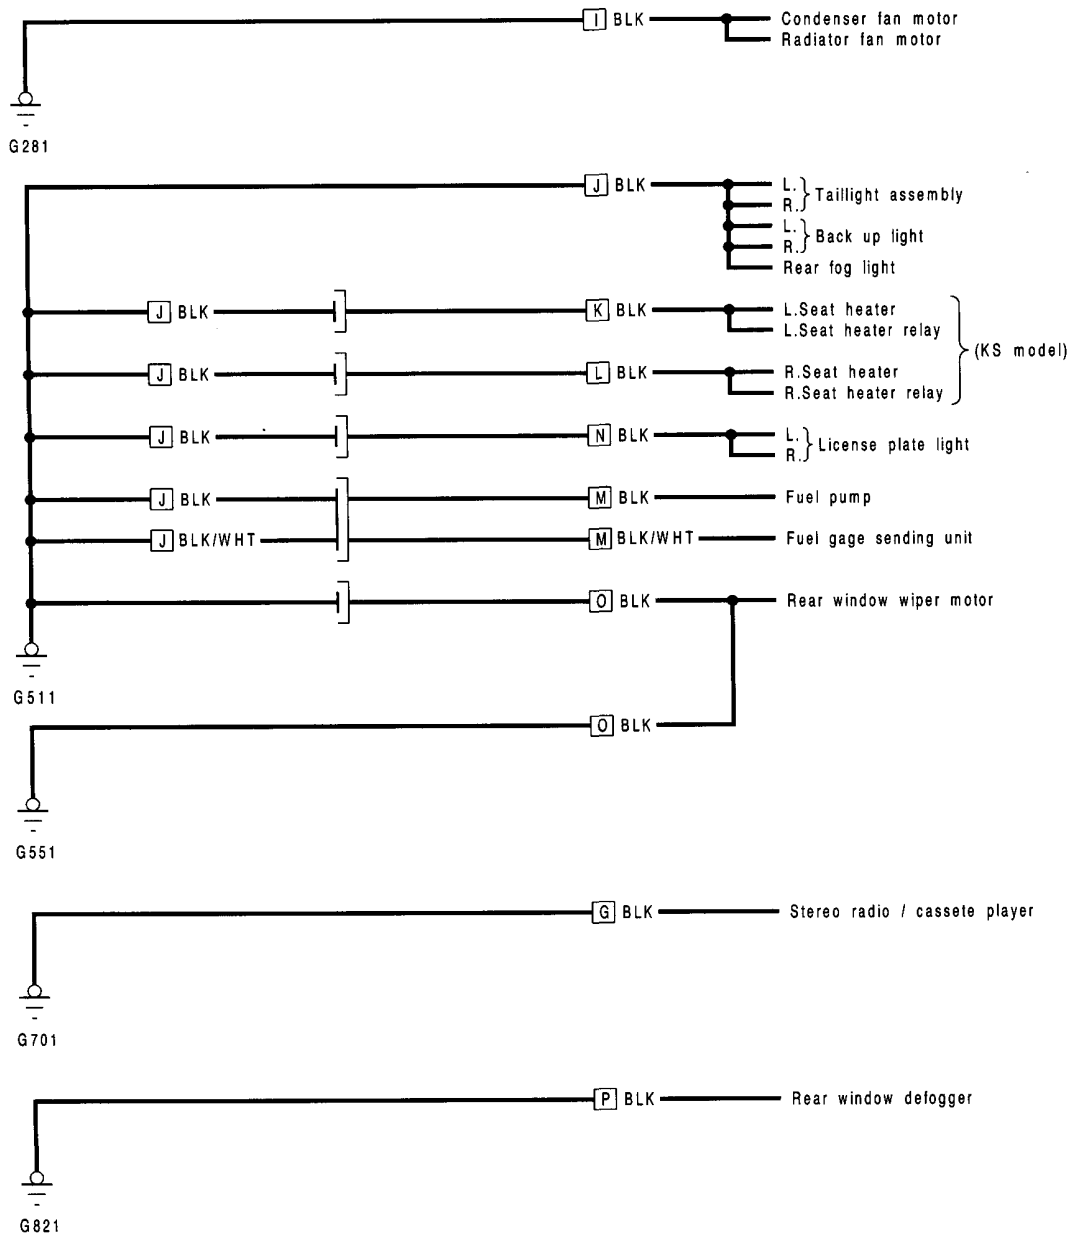 I BLK Condenser fan motor
Radiator fan motor
G281
J BLK L. Taillight assembly
R.
L. Back up light
R.
Rear fog light
J BLK K BLK L.Seat heater
L.Seat heater relay
(KS model)
J BLK L BLK R.Seat heater
R.Seat heater relay
J BLK N BLK L. License plate light
R.
J BLK M BLK Fuel pump
J BLK/WHT M BLK/WHT Fuel gage sending unit
O BLK Rear window wiper motor
G511
O BLK
G551
G BLK Stereo radio / cassete player
G701
P BLK Rear window defogger
G821